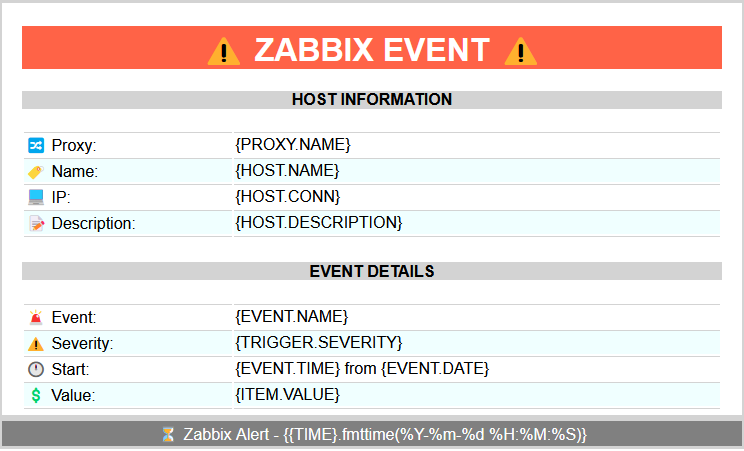 ⚠ ZABBIX EVENT ⚠
HOST INFORMATION
Proxy: {PROXY.NAME}
Name: {HOST.NAME}
IP: {HOST.CONN}
Description: {HOST.DESCRIPTION}
EVENT DETAILS
Event: {EVENT.NAME}
Severity: {TRIGGER.SEVERITY}
Start: {EVENT.TIME} from {EVENT.DATE}
Value: {ITEM.VALUE}
Zabbix Alert - {{TIME}.fmttime(%Y-%m-%d %H:%M:%S)}